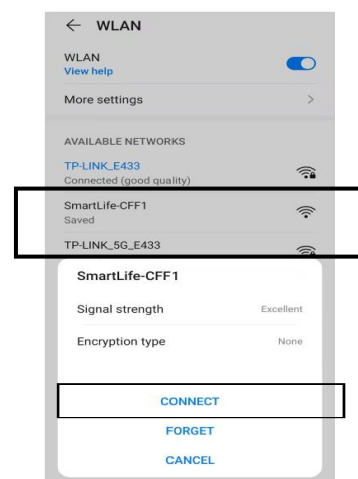 ← WLAN
WLAN
View help
More settings >
AVAILABLE NETWORKS
TP-LINK_E433
Connected (good quality)
SmartLife-CFF1
Saved
TP-LINK_5G_E433
SmartLife-CFF1
Signal strength Excellent
Encryption type None
CONNECT
FORGET
CANCEL